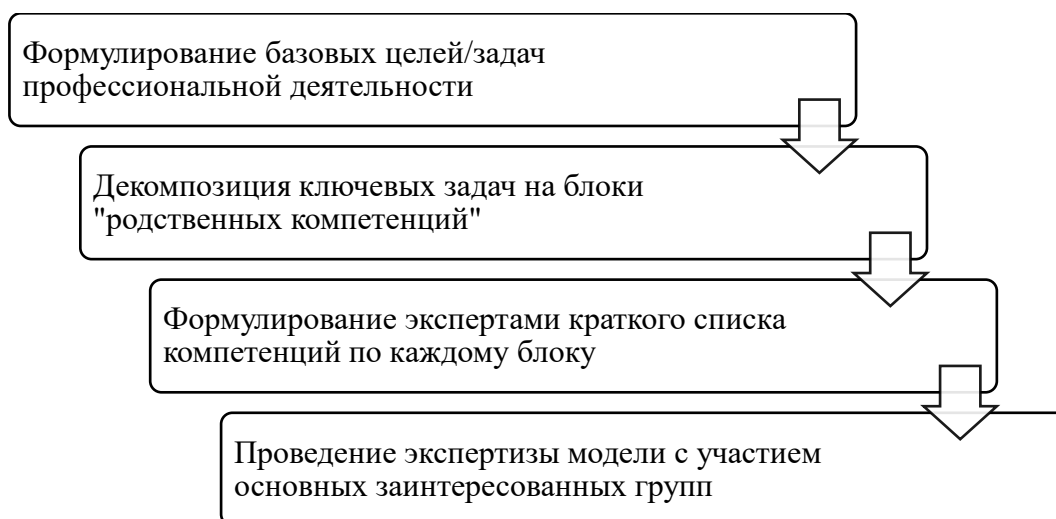 Формулирование базовых целей/задач
профессиональной деятельности
Декомпозиция ключевых задач на блоки
"родственных компетенций"
Формулирование экспертами краткого списка
компетенций по каждому блоку
Проведение экспертизы модели с участием
основных заинтересованных групп